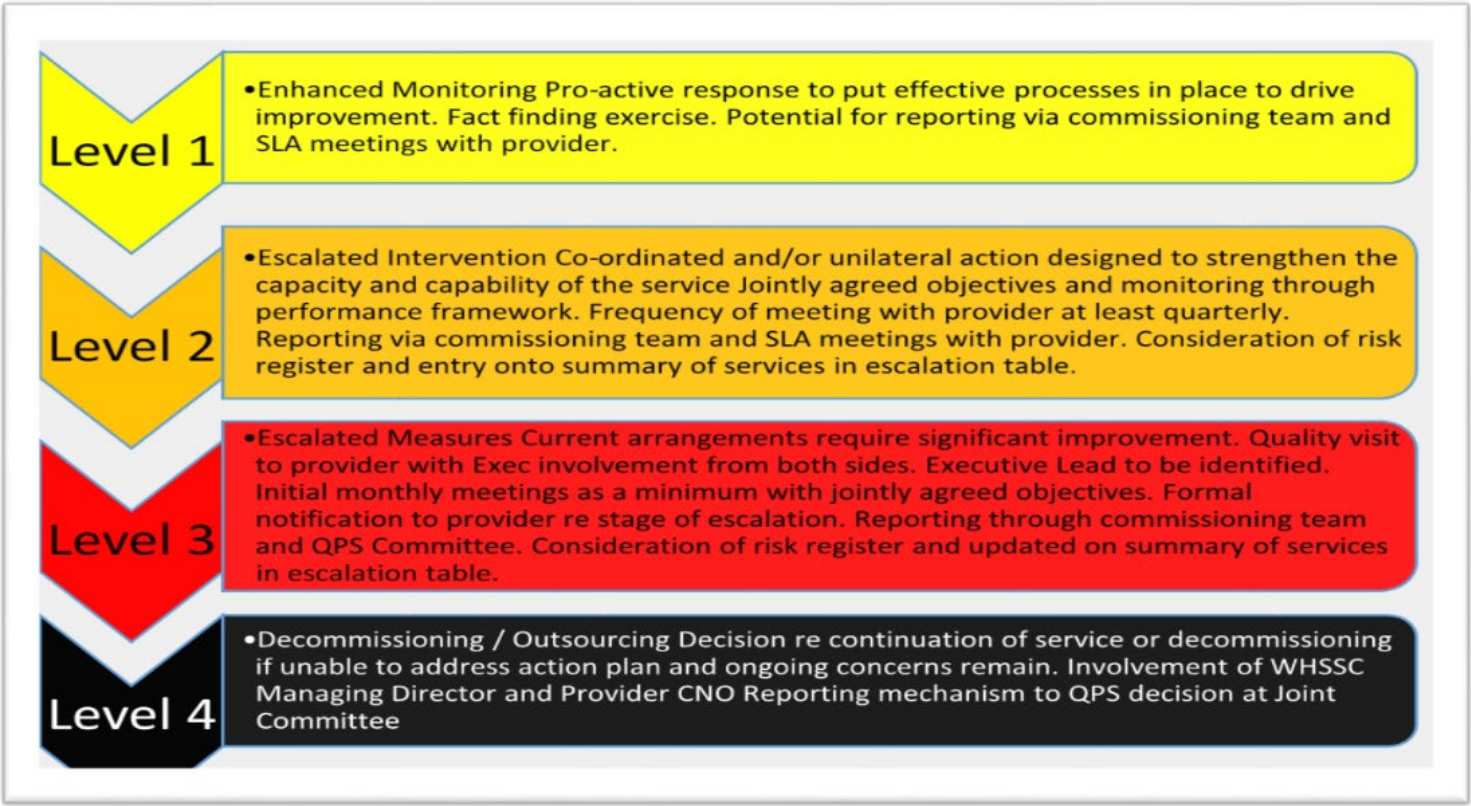 Level 1
•Enhanced Monitoring Pro-active response to put effective processes in place to drive
improvement. Fact finding exercise. Potential for reporting via commissioning team and
SLA meetings with provider.
Level 2
•Escalated Intervention Co-ordinated and/or unilateral action designed to strengthen the
capacity and capability of the service Jointly agreed objectives and monitoring through
performance framework. Frequency of meeting with provider at least quarterly.
Reporting via commissioning team and SLA meetings with provider. Consideration of risk
register and entry onto summary of services in escalation table.
Level 3
•Escalated Measures Current arrangements require significant improvement. Quality visit
to provider with Exec involvement from both sides. Executive Lead to be identified.
Initial monthly meetings as a minimum with jointly agreed objectives. Formal
notification to provider re stage of escalation. Reporting through commissioning team
and QPS Committee. Consideration of risk register and updated on summary of services
in escalation table.
Level 4
•Decommissioning / Outsourcing Decision re continuation of service or decommissioning
if unable to address action plan and ongoing concerns remain. Involvement of WHSSC
Managing Director and Provider CNO Reporting mechanism to QPS decision at Joint
Committee